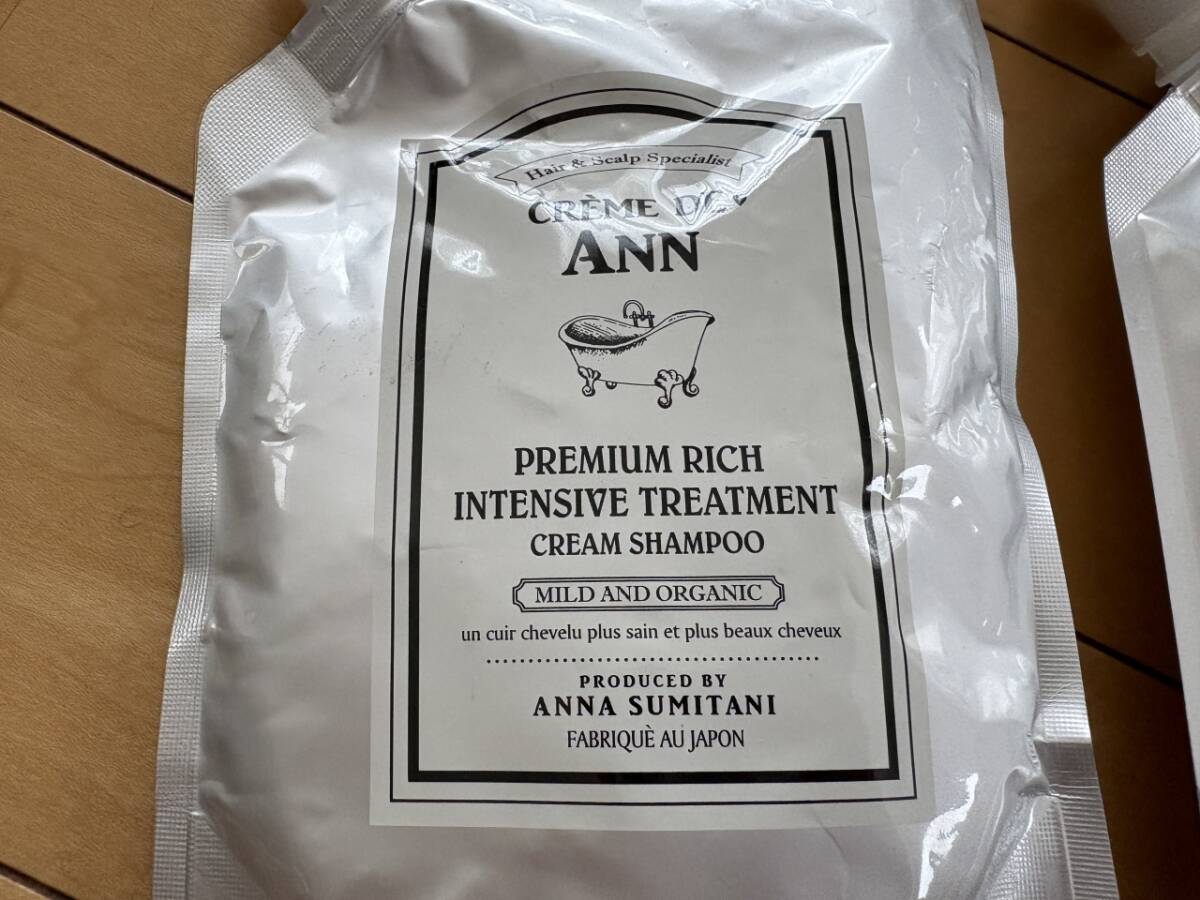 Hair & Scalp Specialist
CRÈME
ANN
PREMIUM RICH
INTENSIVE TREATMENT
CREAM SHAMPOO
MILD AND ORGANIC
un cuir chevelu plus sain et plus beaux cheveux
PRODUCED BY
ANNA SUMITANI
FABRIQUÈ AU JAPON